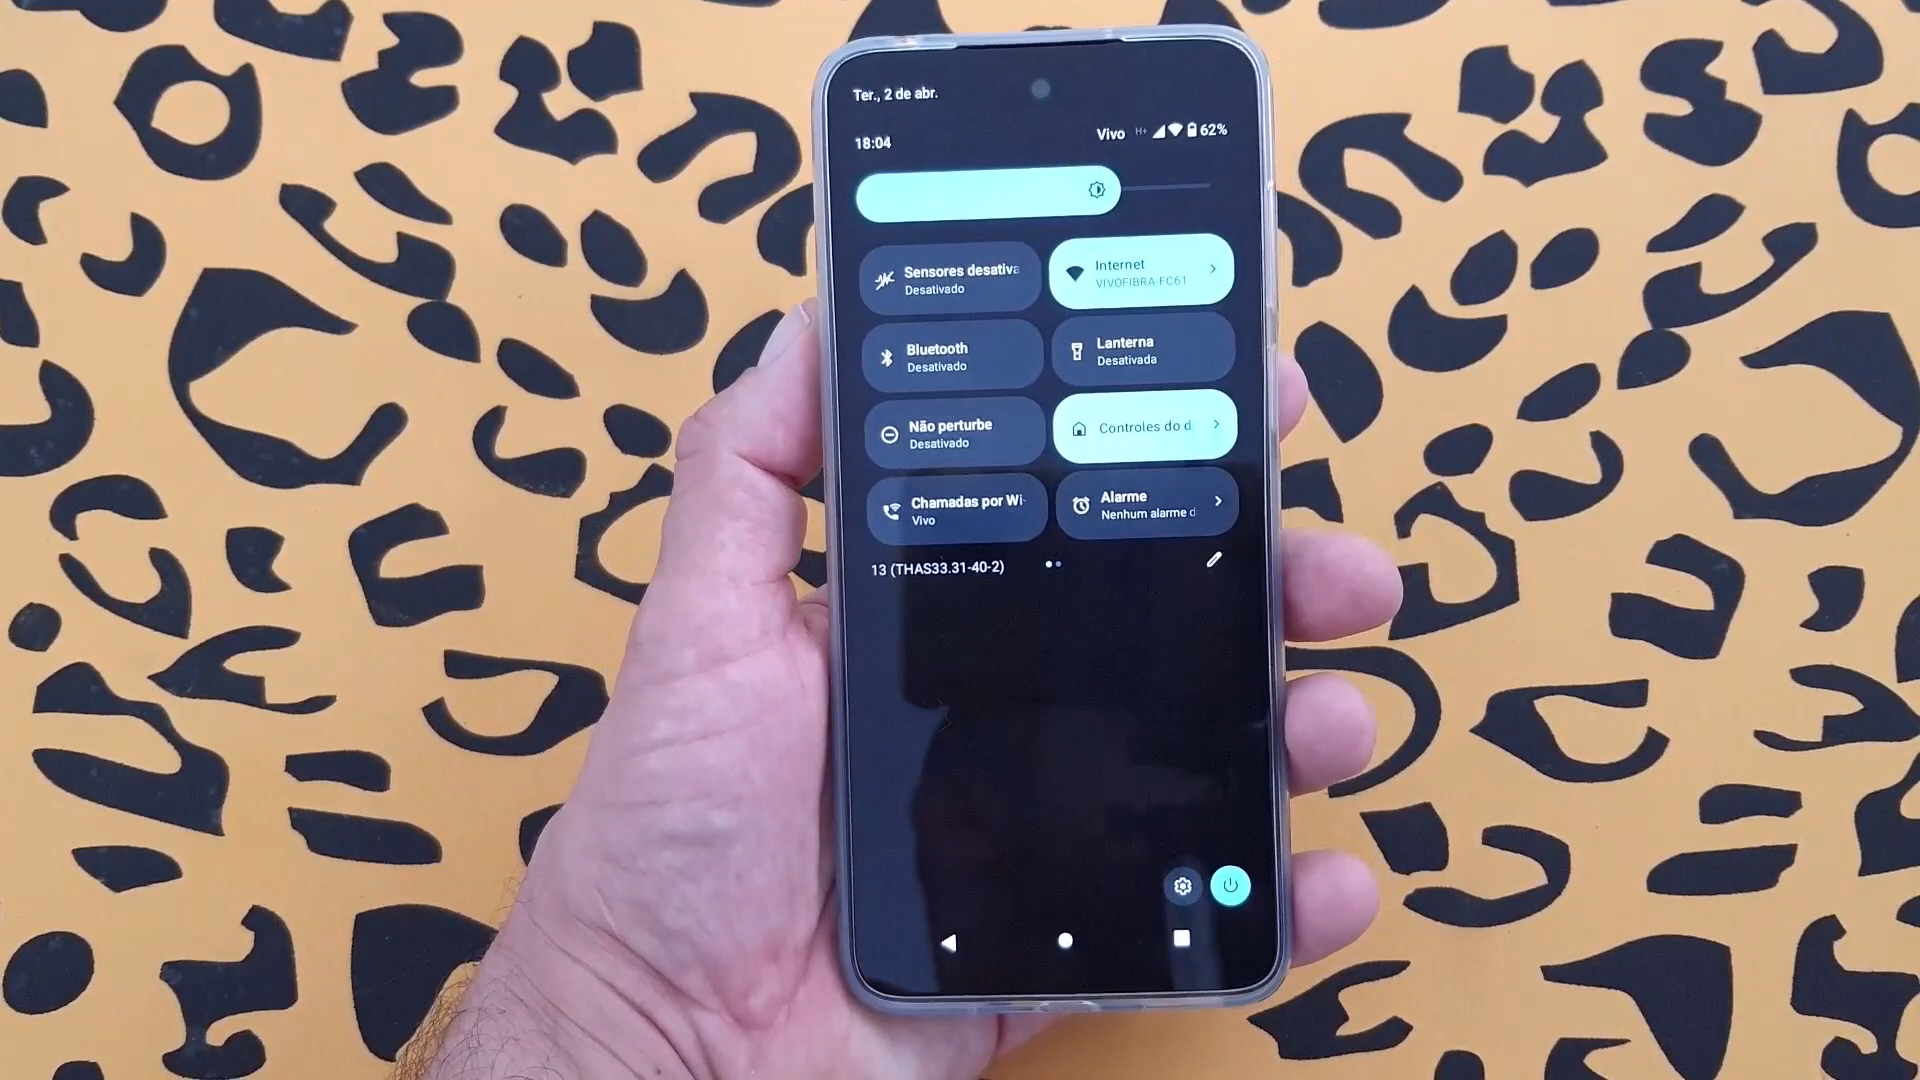 Ter., 2 de abr.
18:04
Vivo H+ 62%
Sensores desativa
Desativado
Internet
VIVOFIBRA-FC61
Bluetooth
Desativado
Lanterna
Desativada
Não perturbe
Desativado
Controles do d
Chamadas por Wi-
Vivo
Alarme
Nenhum alarme d
13 (THAS33.31-40-2)